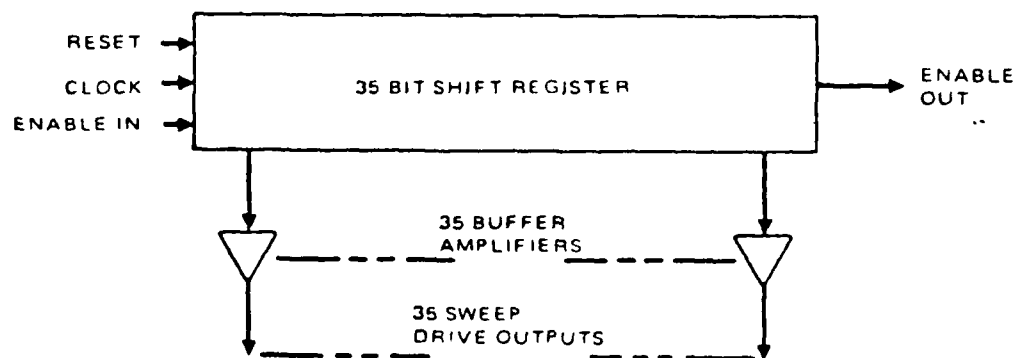 RESET
CLOCK
ENABLE IN
35 BIT SHIFT REGISTER
ENABLE
OUT
35 BUFFER
AMPLIFIERS
35 SWEEP
DRIVE OUTPUTS